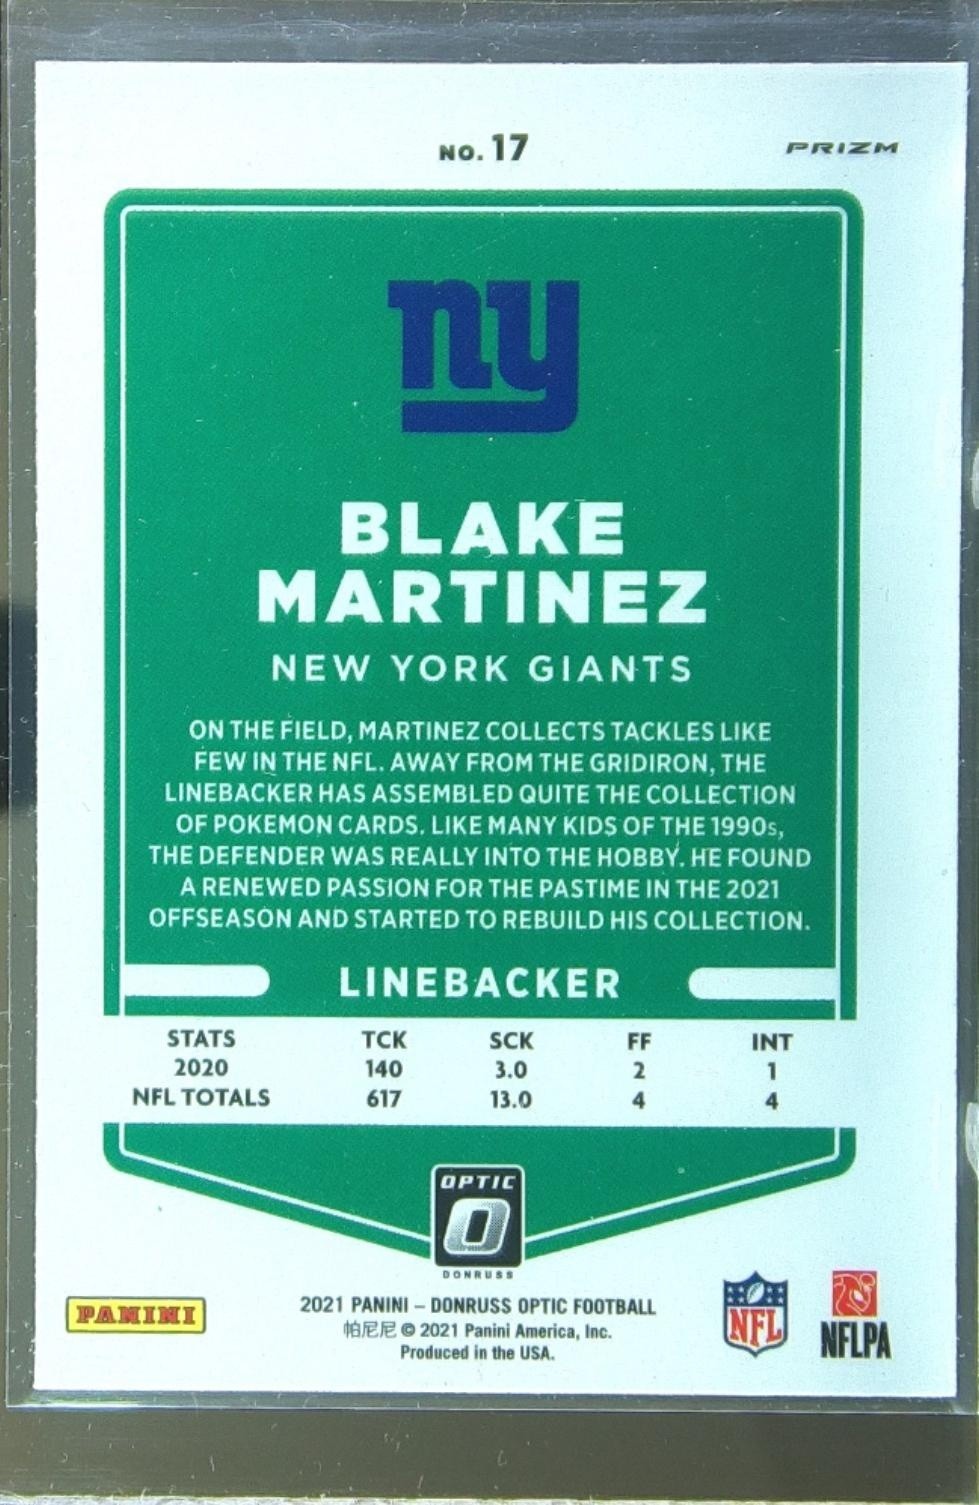 NO. 17
PRIZM
ny
BLAKE
MARTINEZ
NEW YORK GIANTS
ON THE FIELD, MARTINEZ COLLECTS TACKLES LIKE
FEW IN THE NFL. AWAY FROM THE GRIDIRON, THE
LINEBACKER HAS ASSEMBLED QUITE THE COLLECTION
OF POKEMON CARDS. LIKE MANY KIDS OF THE 1990s,
THE DEFENDER WAS REALLY INTO THE HOBBY. HE FOUND
A RENEWED PASSION FOR THE PASTIME IN THE 2021
OFFSEASON AND STARTED TO REBUILD HIS COLLECTION.
LINEBACKER
STATS TCK SCK FF INT
2020 140 3.0 2 1
NFL TOTALS 617 13.0 4 4
OPTIC
O
DONRUSS
PANINI
2021 PANINI – DONRUSS OPTIC FOOTBALL
帕尼尼 © 2021 Panini America, Inc.
Produced in the USA.
NFL
NFLPA